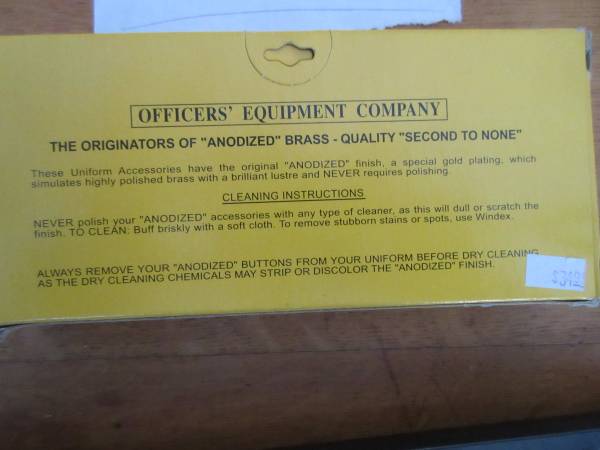 OFFICERS' EQUIPMENT COMPANY
THE ORIGINATORS OF "ANODIZED" BRASS - QUALITY "SECOND TO NONE"
These Uniform Accessories have the original "ANODIZED" finish, a special gold plating, which
simulates highly polished brass with a brilliant lustre and NEVER requires polishing.
CLEANING INSTRUCTIONS
NEVER polish your "ANODIZED" accessories with any type of cleaner, as this will dull or scratch the
finish. TO CLEAN: Buff briskly with a soft cloth. To remove stubborn stains or spots, use Windex.
ALWAYS REMOVE YOUR "ANODIZED" BUTTONS FROM YOUR UNIFORM BEFORE DRY CLEANING
AS THE DRY CLEANING CHEMICALS MAY STRIP OR DISCOLOR THE "ANODIZED" FINISH.